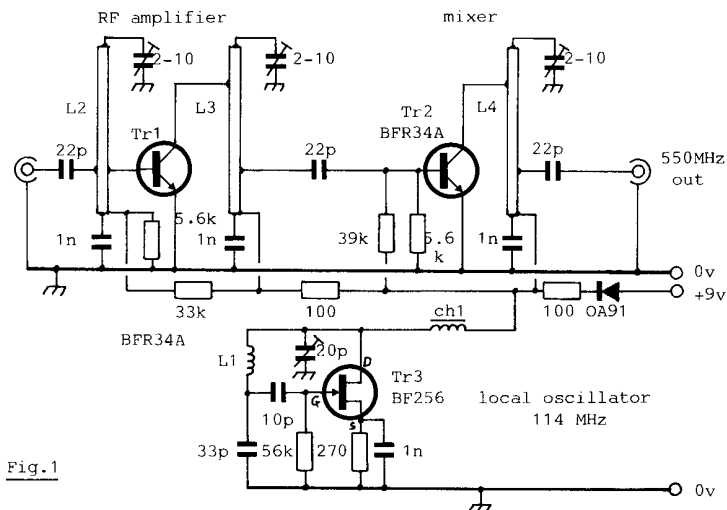 RF amplifier
mixer
2-10
2-10
2-10
L2
L3
Tr2
BFR34A
L4
Tr1
22p
22p
22p
550MHz
out
5.6k
39k
5.6
k
1n
1n
1n
0v
+9v
33k
100
100
OA91
BFR34A
ch1
L1
20p
D
Tr3
BF256
G
local oscillator
114 MHz
10p
S
33p
56k
270
1n
Fig.1
0v